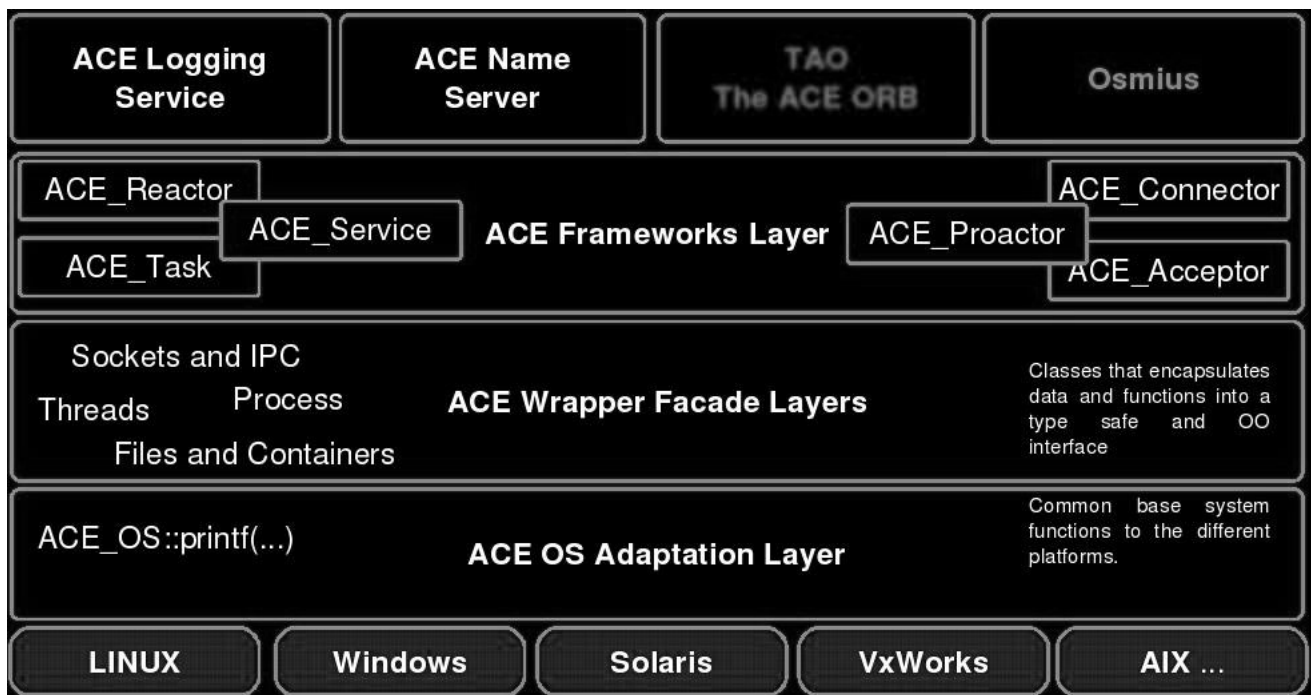 ACE Logging
Service
ACE Name
Server
TAO
The ACE ORB
Osmius
ACE_Reactor
ACE_Service
ACE_Task
ACE Frameworks Layer
ACE_Proactor
ACE_Connector
ACE_Acceptor
Sockets and IPC
Threads
Process
Files and Containers
ACE Wrapper Facade Layers
Classes that encapsulates
data and functions into a
type safe and OO
interface
ACE_OS::printf(...)
ACE OS Adaptation Layer
Common base system
functions to the different
platforms.
LINUX
Windows
Solaris
VxWorks
AIX ...